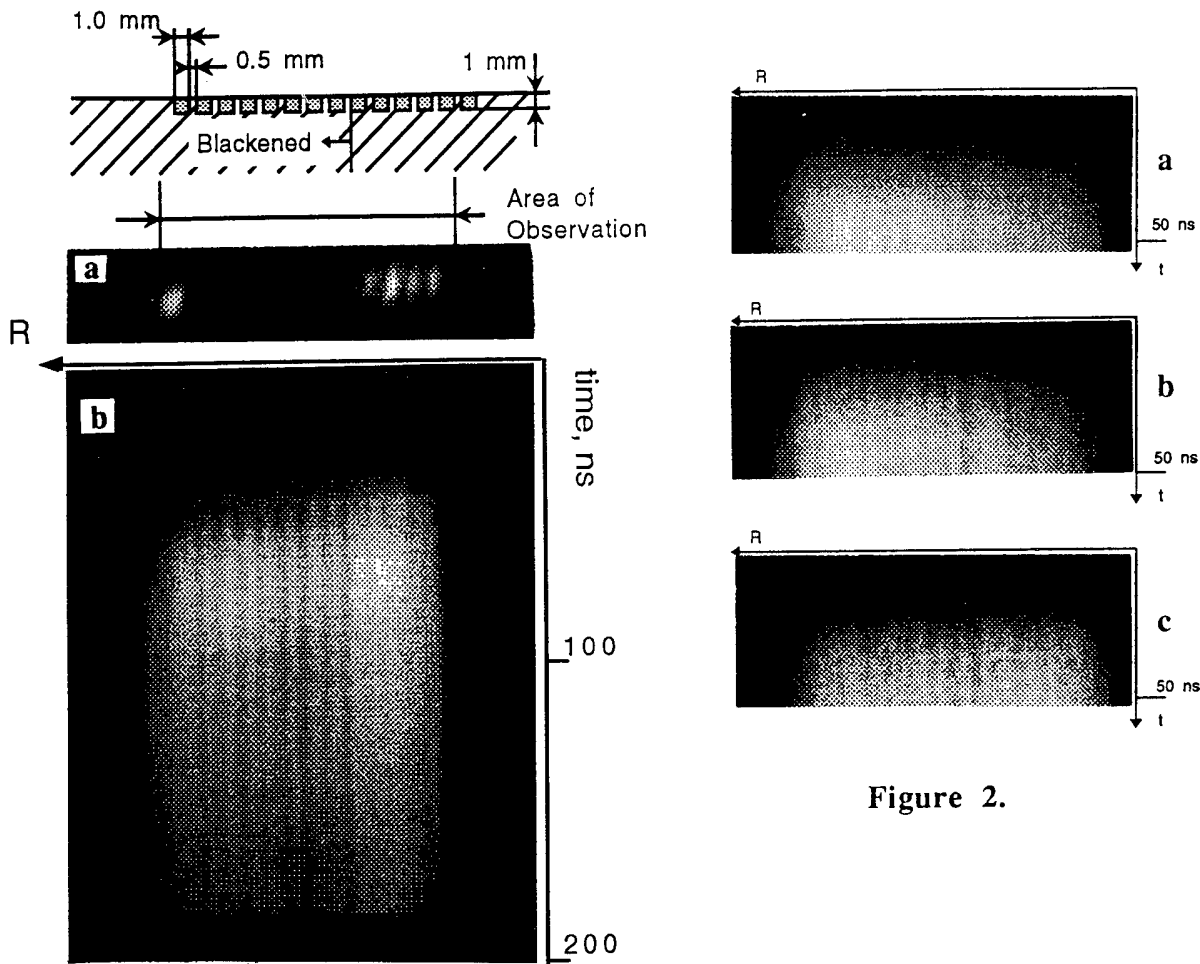 1.0 mm
0.5 mm
1 mm
Blackened
Area of
Observation
a
R
b
time, ns
100
200
R
a
50 ns
t
R
b
50 ns
t
R
c
50 ns
t
Figure 2.